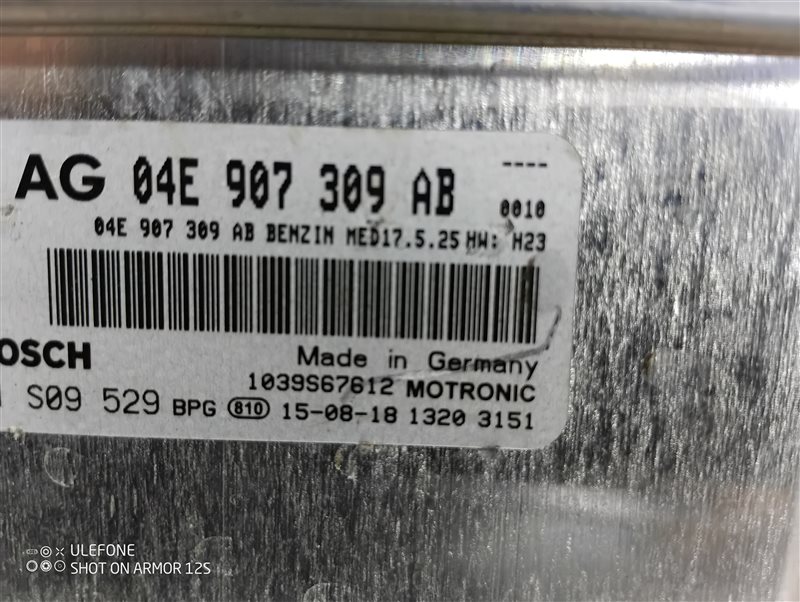 AG 04E 907 309 AB
----
0010
04E 907 309 AB BENZIN MED17.5.25 HW: H23
OSCH
Made in Germany
1039S67612 MOTRONIC
S09 529 BPG 810 15-08-18 1320 3151
ULEFONE
SHOT ON ARMOR 12S